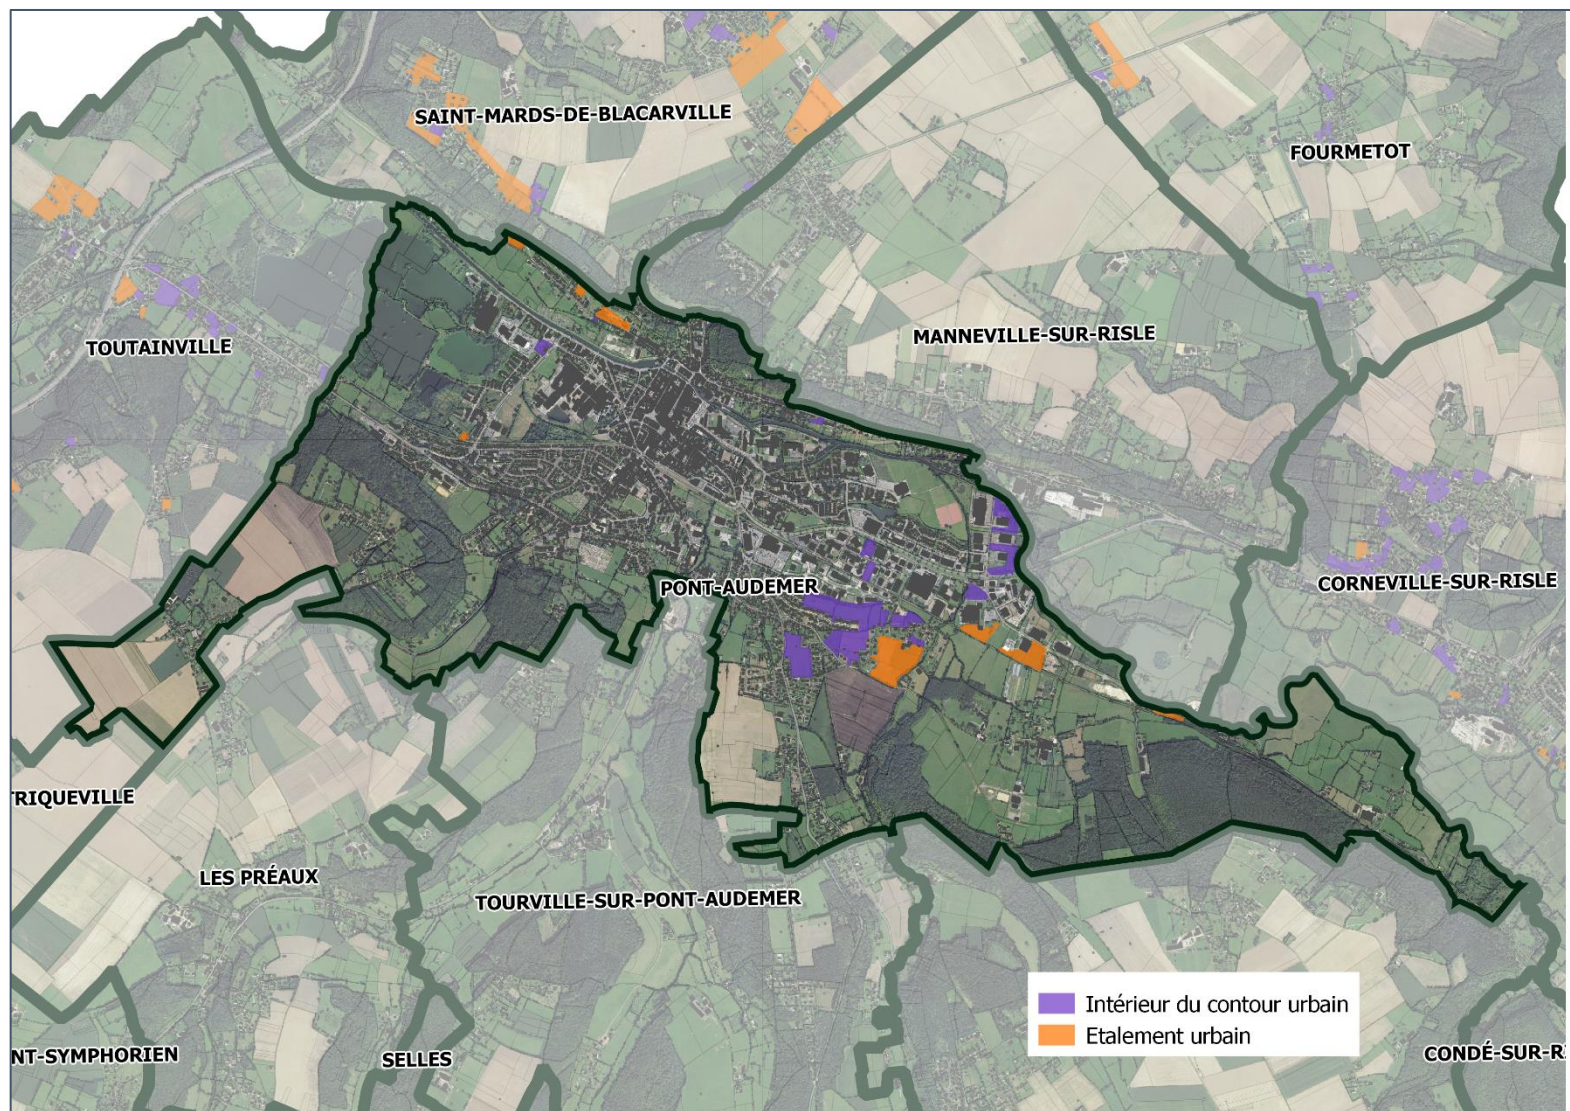 SAINT-MARDS-DE-BLACARVILLE
FOURMETOT
TOUTAINVILLE
MANNEVILLE-SUR-RISLE
PONT-AUDEMER
CORNEVILLE-SUR-RISLE
TRIQUEVILLE
LES PRÉAUX
TOURVILLE-SUR-PONT-AUDEMER
Intérieur du contour urbain
Etalement urbain
NT-SYMPHORIEN
SELLES
CONDÉ-SUR-R